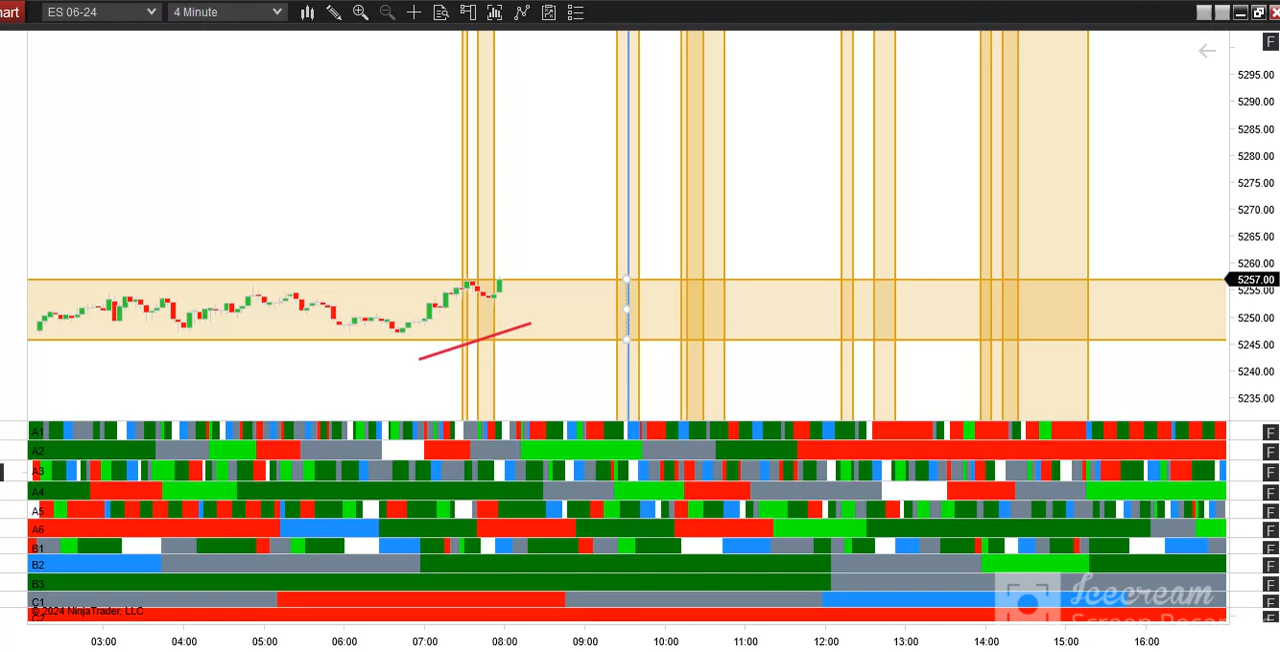 nart ES 06-24 4 Minute
F
5295.00
5290.00
5285.00
5280.00
5275.00
5270.00
5265.00
5260.00
5257.00
5255.00
5250.00
5245.00
5240.00
5235.00
A1 F
A2 F
A3 F
A4 F
A5 F
A6 F
B1 F
B2 F
B3 F
C1 F
© 2024 NinjaTrader, LLC
F
Icecream
Screen Recor
03:00 04:00 05:00 06:00 07:00 08:00 09:00 10:00 11:00 12:00 13:00 14:00 15:00 16:00